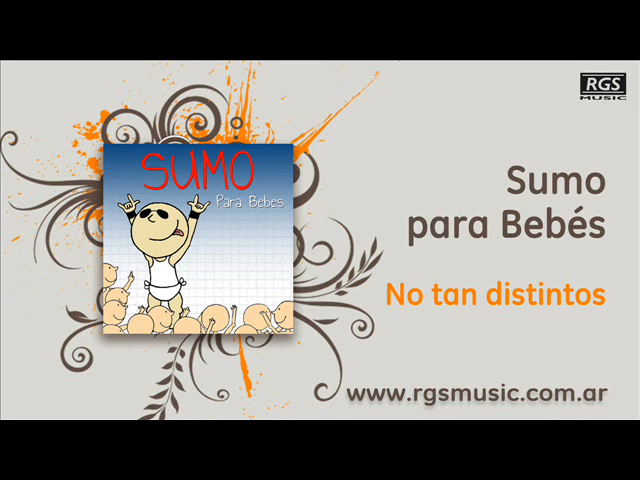 RGS
MUSIC
SUMO
Para Bebes
Sumo
para Bebés
No tan distintos
www.rgsmusic.com.ar